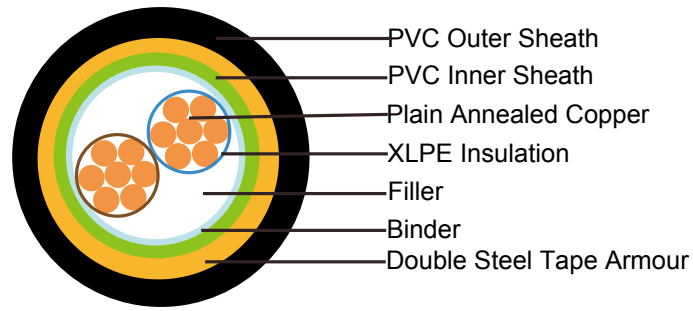 PVC Outer Sheath
PVC Inner Sheath
Plain Annealed Copper
XLPE Insulation
Filler
Binder
Double Steel Tape Armour